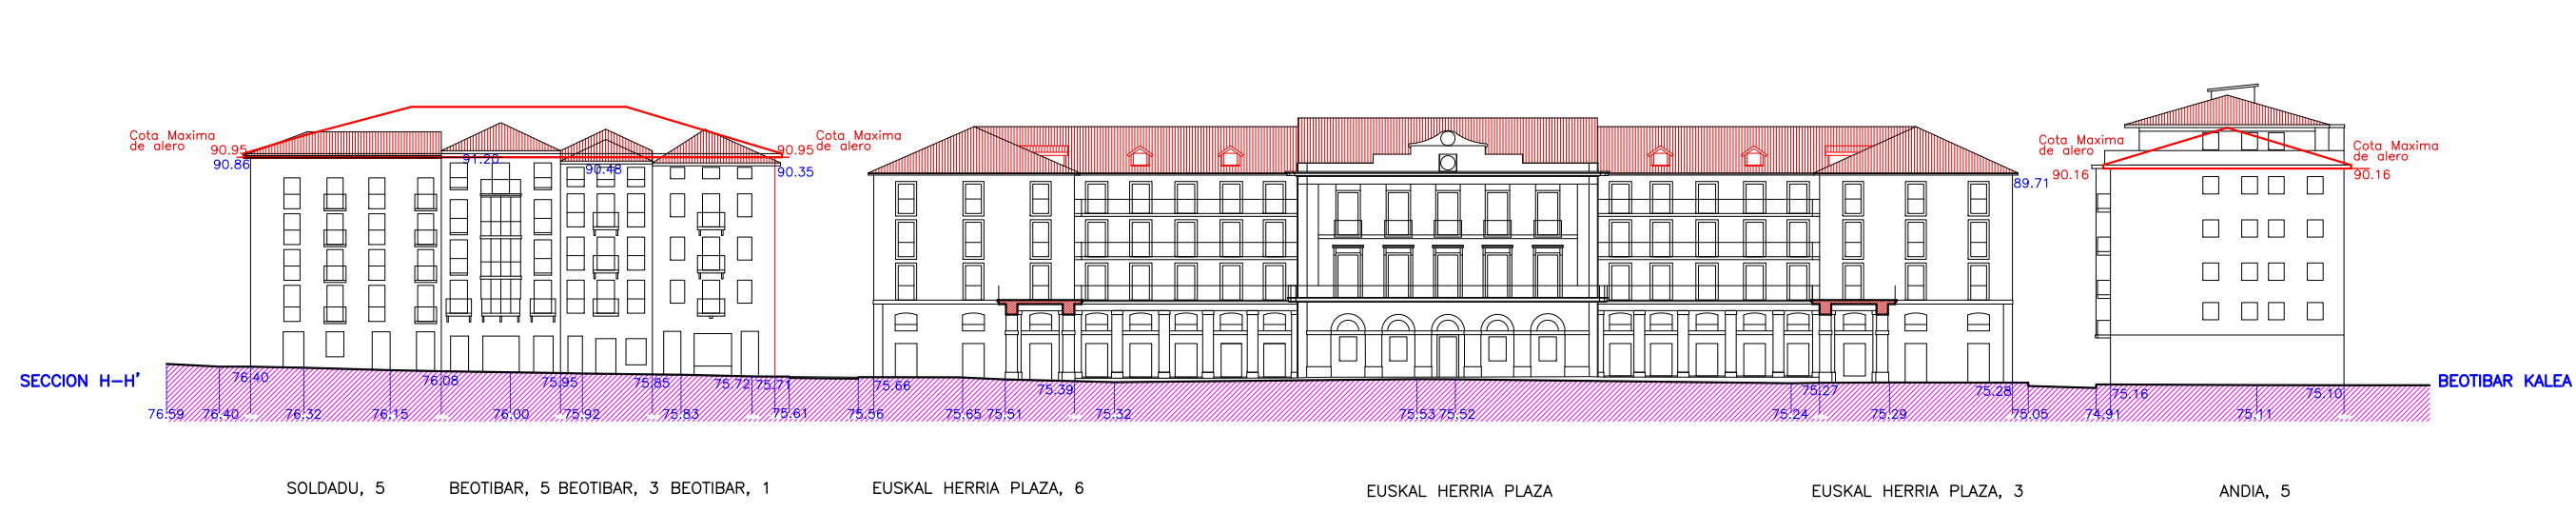 Cota Maxima
de alero
90.95
90.86
91.20
90.48
90.95
Cota Maxima
de alero
90.35
89.71
Cota Maxima
de alero
90.16
Cota Maxima
de alero
90.16
SECCION H-H'
BEOTIBAR KALEA
76.40
76.08
75.95
75.85
75.72
75.71
75.66
75.39
75.27
75.28
75.16
75.10
76.59
76.40
76.32
76.15
76.00
75.92
75.83
75.61
75.56
75.65
75.51
75.32
75.53
75.52
75.24
75.29
75.05
74.91
75.11
SOLDADU, 5
BEOTIBAR, 5
BEOTIBAR, 3
BEOTIBAR, 1
EUSKAL HERRIA PLAZA, 6
EUSKAL HERRIA PLAZA
EUSKAL HERRIA PLAZA, 3
ANDIA, 5